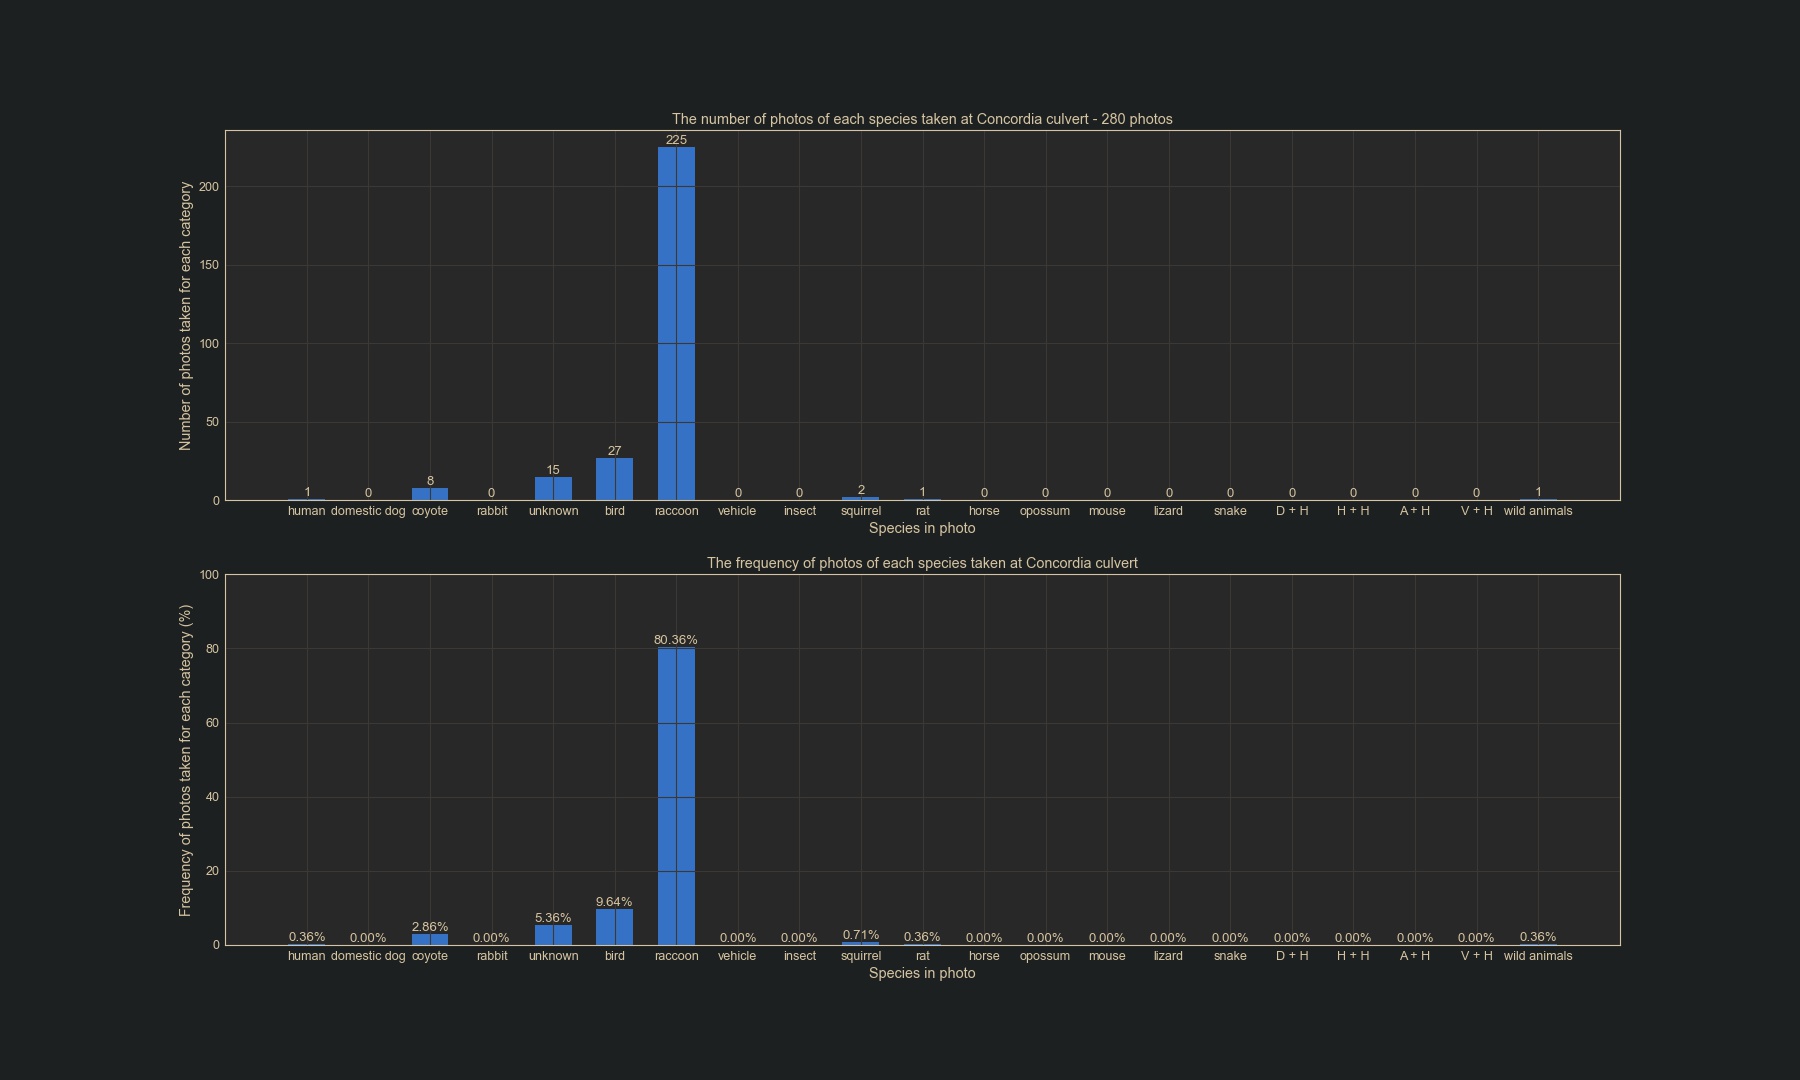 The number of photos of each species taken at Concordia culvert - 280 photos
Number of photos taken for each category
200
150
100
50
0
1 0 8 0 15 27 225 0 0 2 1 0 0 0 0 0 0 0 0 0 1
human domestic dog coyote rabbit unknown bird raccoon vehicle insect squirrel rat horse opossum mouse lizard snake D + H H + H A + H V + H wild animals
Species in photo
The frequency of photos of each species taken at Concordia culvert
Frequency of photos taken for each category (%)
100
80
60
40
20
0
0.36% 0.00% 2.86% 0.00% 5.36% 9.64% 80.36% 0.00% 0.00% 0.71% 0.36% 0.00% 0.00% 0.00% 0.00% 0.00% 0.00% 0.00% 0.00% 0.00% 0.36%
human domestic dog coyote rabbit unknown bird raccoon vehicle insect squirrel rat horse opossum mouse lizard snake D + H H + H A + H V + H wild animals
Species in photo